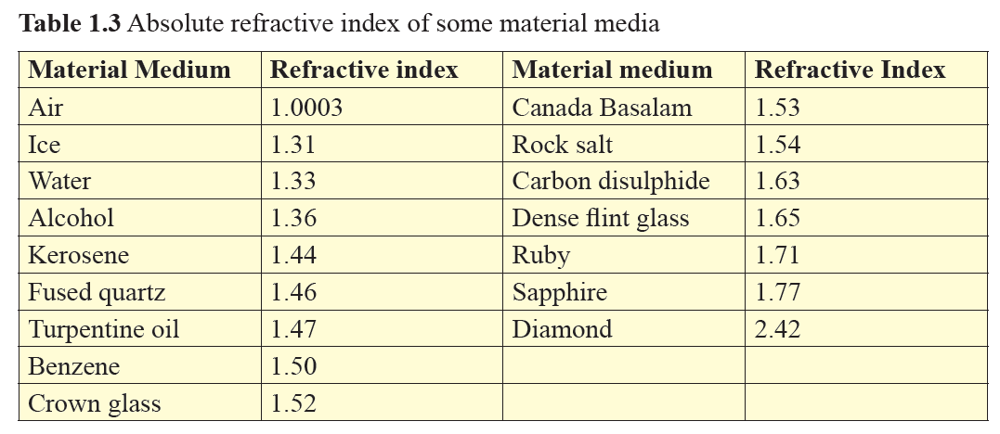 Table 1.3 Absolute refractive index of some material media
Material Medium Refractive index Material medium Refractive Index
Air 1.0003 Canada Basalam 1.53
Ice 1.31 Rock salt 1.54
Water 1.33 Carbon disulphide 1.63
Alcohol 1.36 Dense flint glass 1.65
Kerosene 1.44 Ruby 1.71
Fused quartz 1.46 Sapphire 1.77
Turpentine oil 1.47 Diamond 2.42
Benzene 1.50
Crown glass 1.52